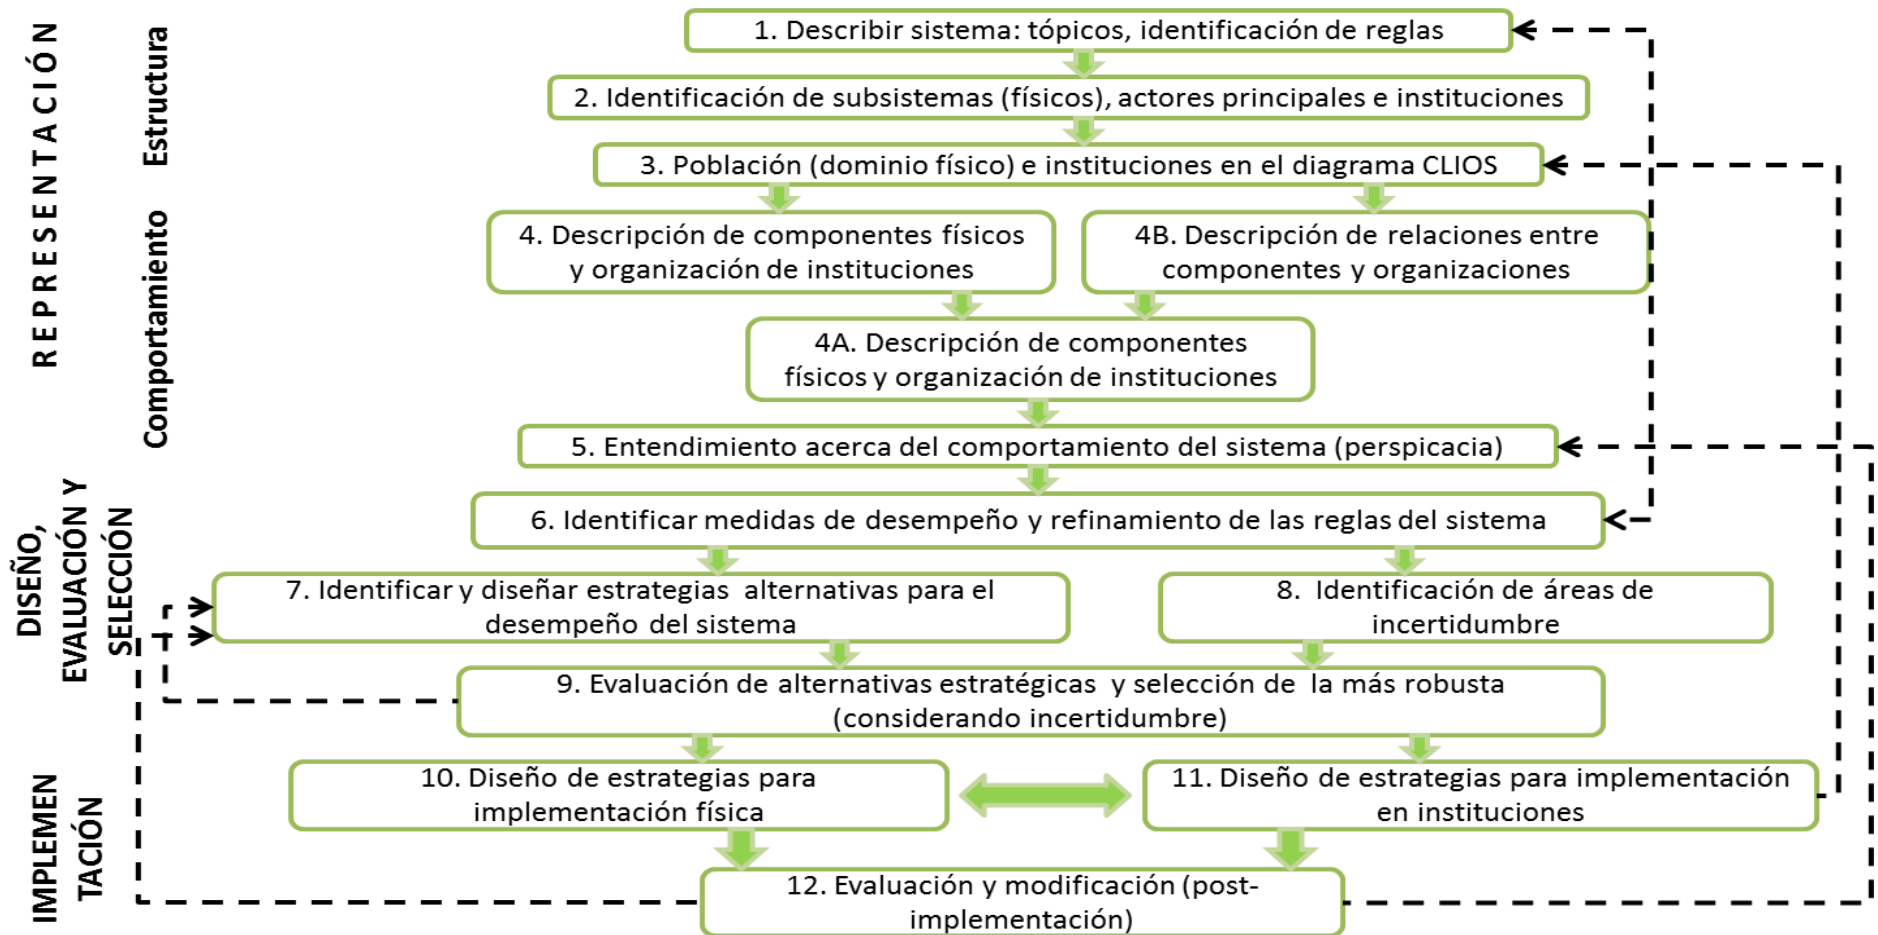 REPRESENTACIÓN
Estructura
Comportamiento
1. Describir sistema: tópicos, identificación de reglas
2. Identificación de subsistemas (físicos), actores principales e instituciones
3. Población (dominio físico) e instituciones en el diagrama CLIOS
4. Descripción de componentes físicos
y organización de instituciones
4B. Descripción de relaciones entre
componentes y organizaciones
4A. Descripción de componentes
físicos y organización de instituciones
5. Entendimiento acerca del comportamiento del sistema (perspicacia)
DISEÑO,
EVALUACIÓN Y
SELECCIÓN
6. Identificar medidas de desempeño y refinamiento de las reglas del sistema
7. Identificar y diseñar estrategias alternativas para el
desempeño del sistema
8. Identificación de áreas de
incertidumbre
9. Evaluación de alternativas estratégicas y selección de la más robusta
(considerando incertidumbre)
IMPLEMEN
TACIÓN
10. Diseño de estrategias para
implementación física
11. Diseño de estrategias para implementación
en instituciones
12. Evaluación y modificación (post-
implementación)